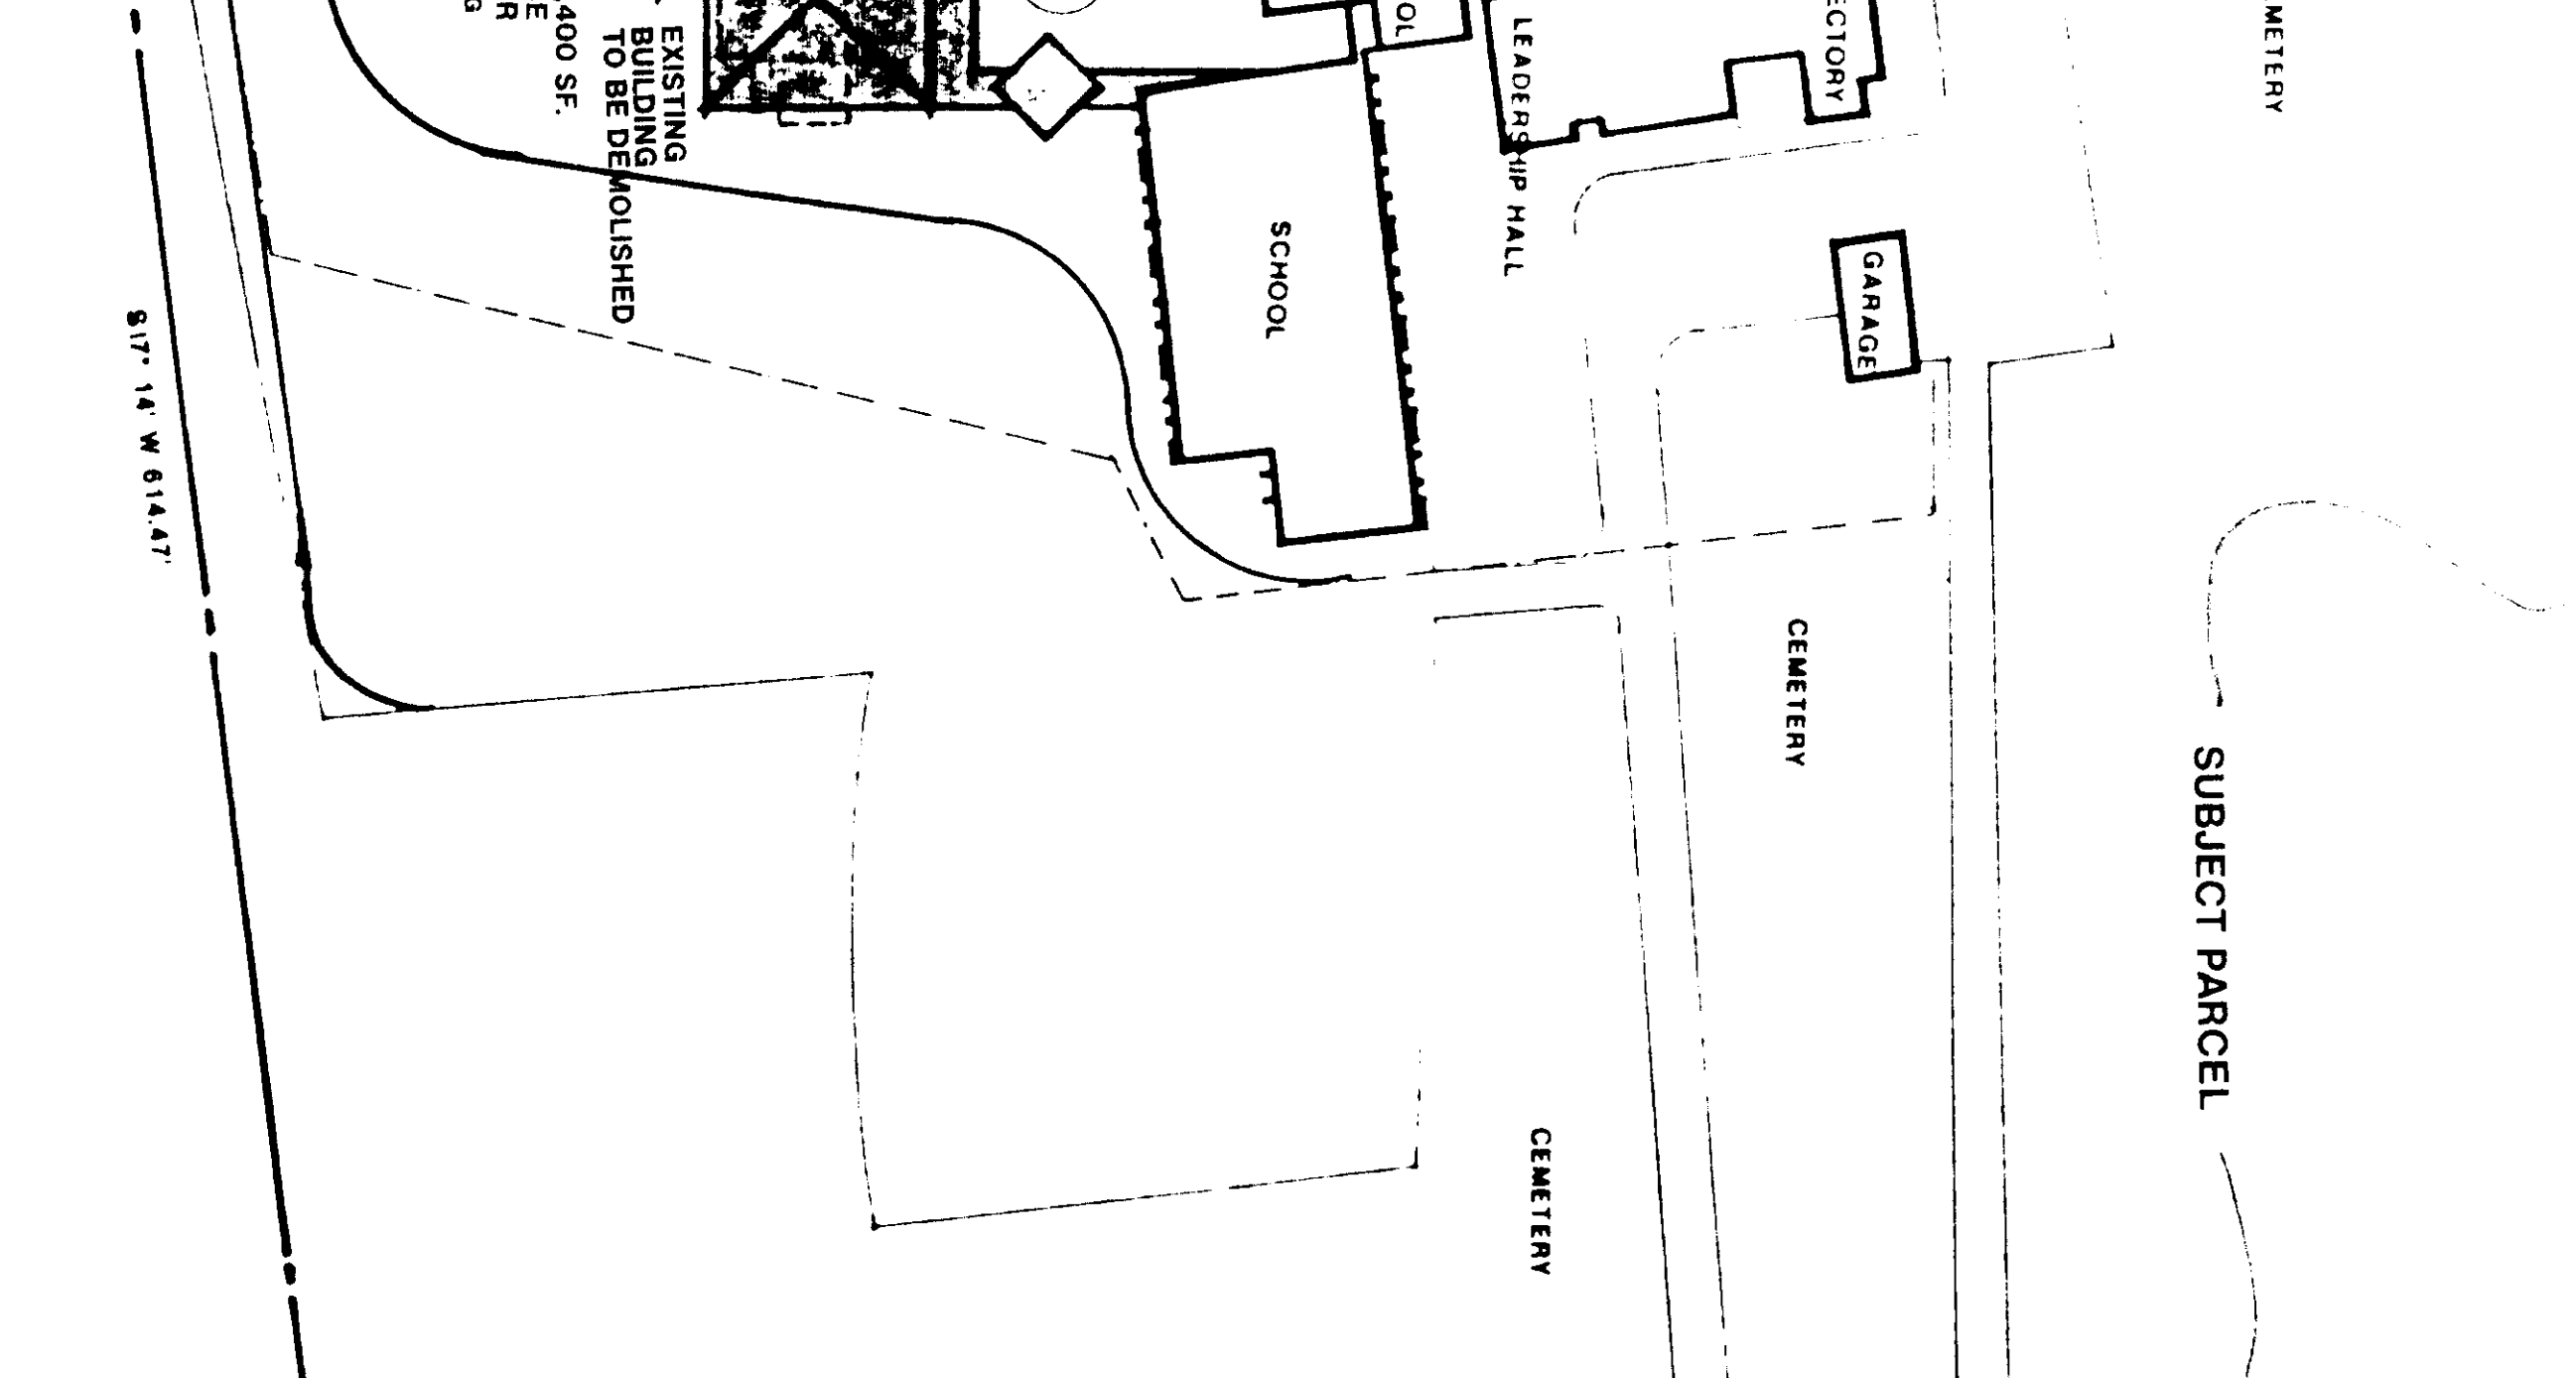 METERY
ECTORY
LEADERSHIP HALL
OL
EXISTING
BUILDING
TO BE DEMOLISHED
400 SF.
E
R
G
SCHOOL
GARAGE
S17° 14' W 614.47'
CEMETERY
SUBJECT PARCEL
CEMETERY